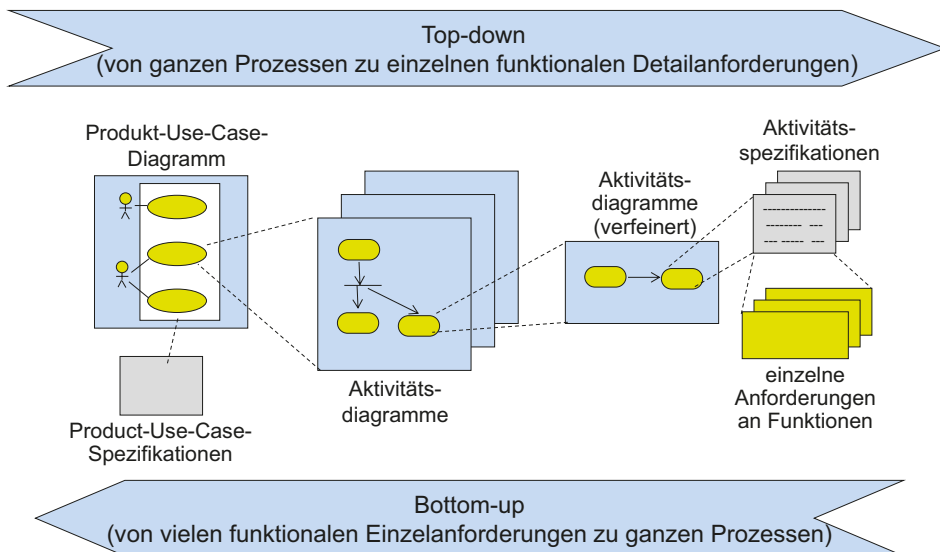 Top-down
(von ganzen Prozessen zu einzelnen funktionalen Detailanforderungen)
Produkt-Use-Case-
Diagramm
Aktivitäts-
diagramme
(verfeinert)
Aktivitäts-
spezifikationen
Aktivitäts-
diagramme
einzelne
Anforderungen
an Funktionen
Product-Use-Case-
Spezifikationen
Bottom-up
(von vielen funktionalen Einzelanforderungen zu ganzen Prozessen)